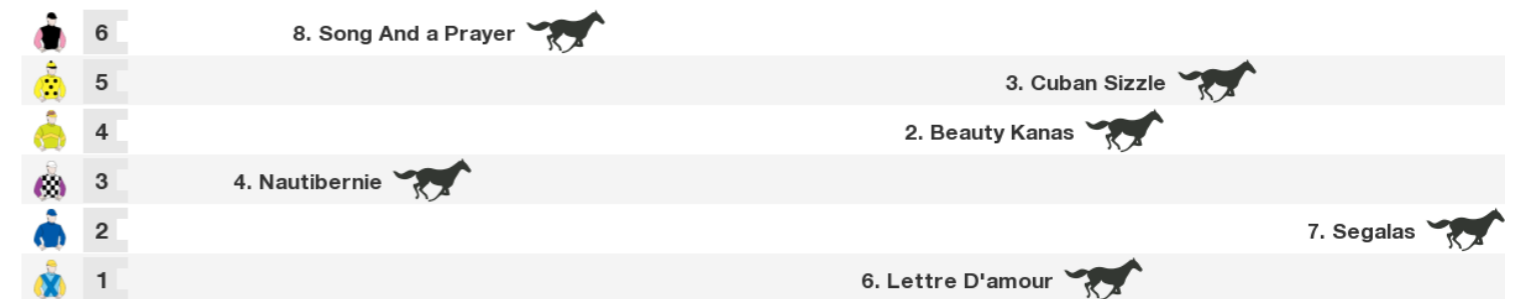 6 8. Song And a Prayer
5 3. Cuban Sizzle
4 2. Beauty Kanas
3 4. Nautibernie
2 7. Segalas
1 6. Lettre D'amour